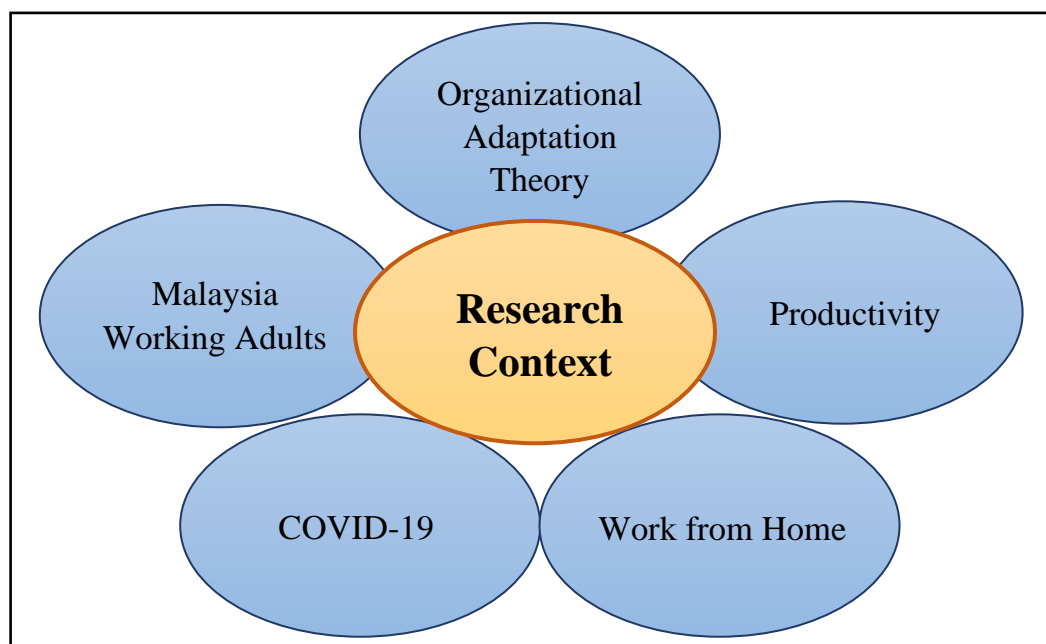 Organizational
Adaptation
Theory
Malaysia
Working Adults
Research
Context
Productivity
COVID-19
Work from Home